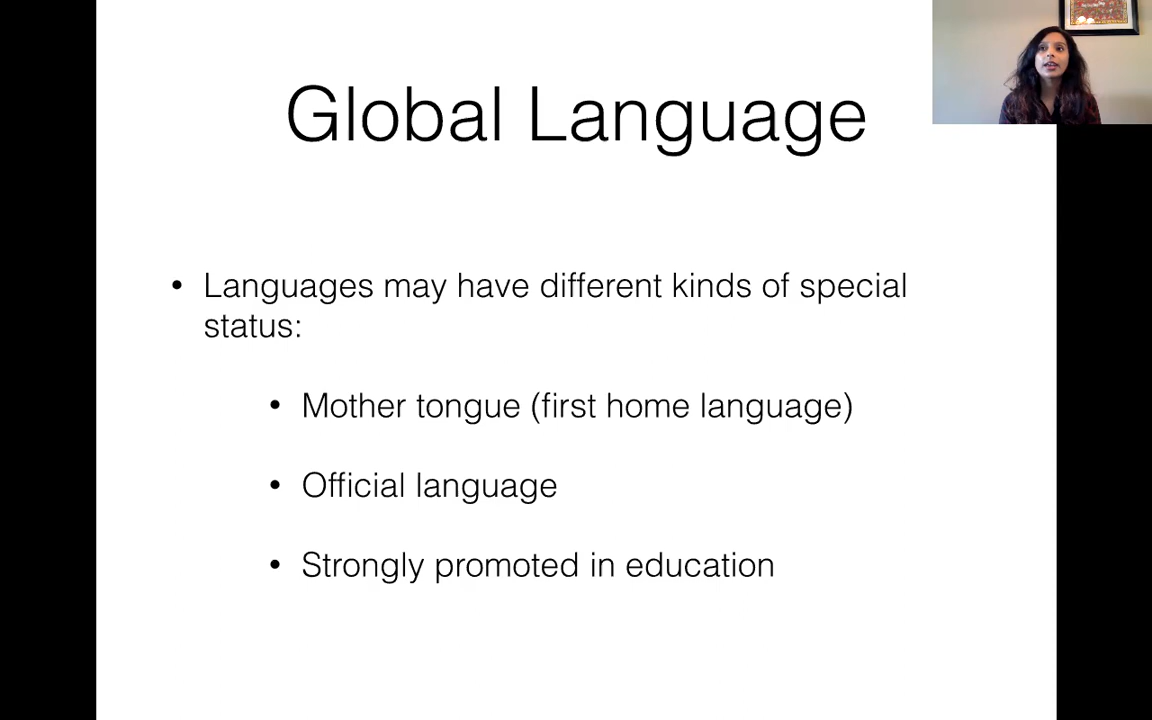 Global Language
• Languages may have different kinds of special
status:
• Mother tongue (first home language)
• Official language
• Strongly promoted in education